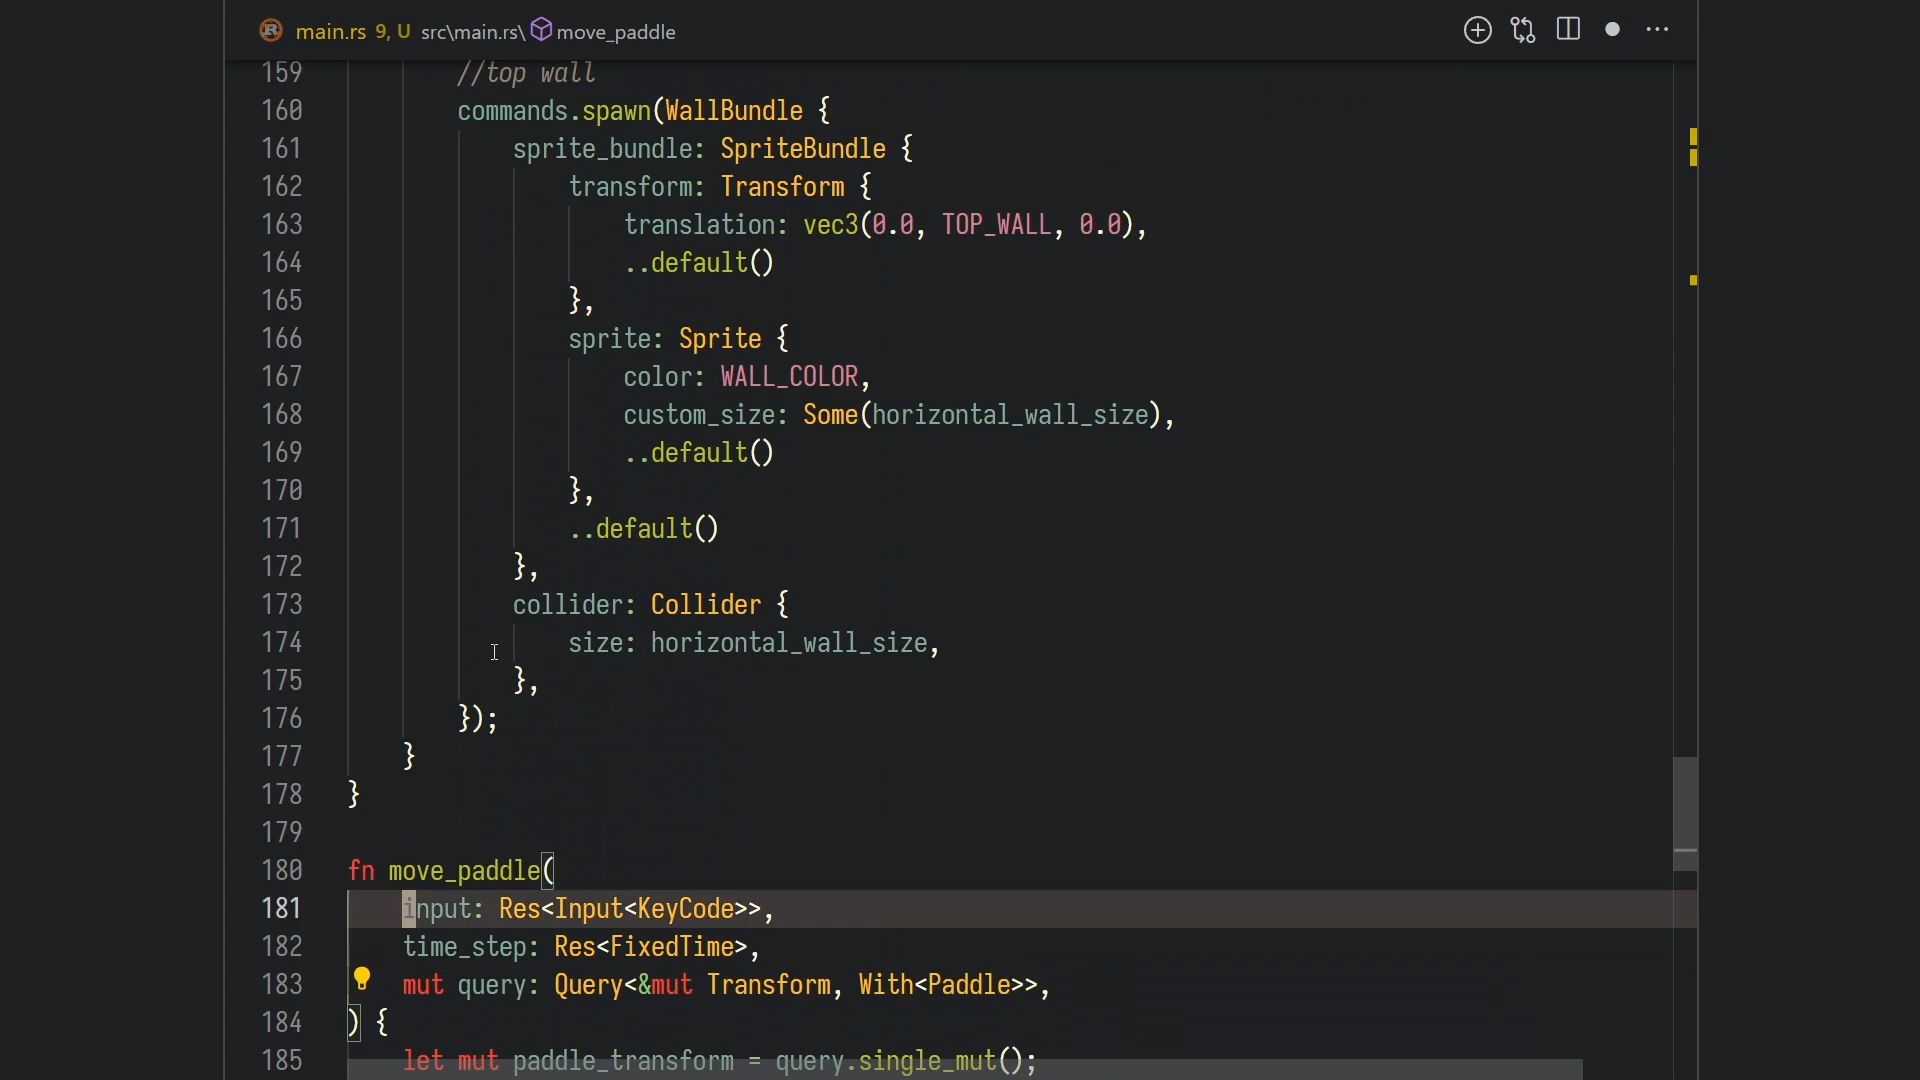 main.rs 9, U src\main.rs\ move_paddle
159 //top wall
160 commands.spawn(WallBundle {
161 sprite_bundle: SpriteBundle {
162 transform: Transform {
163 translation: vec3(0.0, TOP_WALL, 0.0),
164 ..default()
165 },
166 sprite: Sprite {
167 color: WALL_COLOR,
168 custom_size: Some(horizontal_wall_size),
169 ..default()
170 },
171 ..default()
172 },
173 collider: Collider {
174 size: horizontal_wall_size,
175 },
176 });
177 }
178 }
179
180 fn move_paddle(
181 input: Res<Input<KeyCode>>,
182 time_step: Res<FixedTime>,
183 mut query: Query<&mut Transform, With<Paddle>>,
184 ) {
185 let mut paddle_transform = query.single_mut();